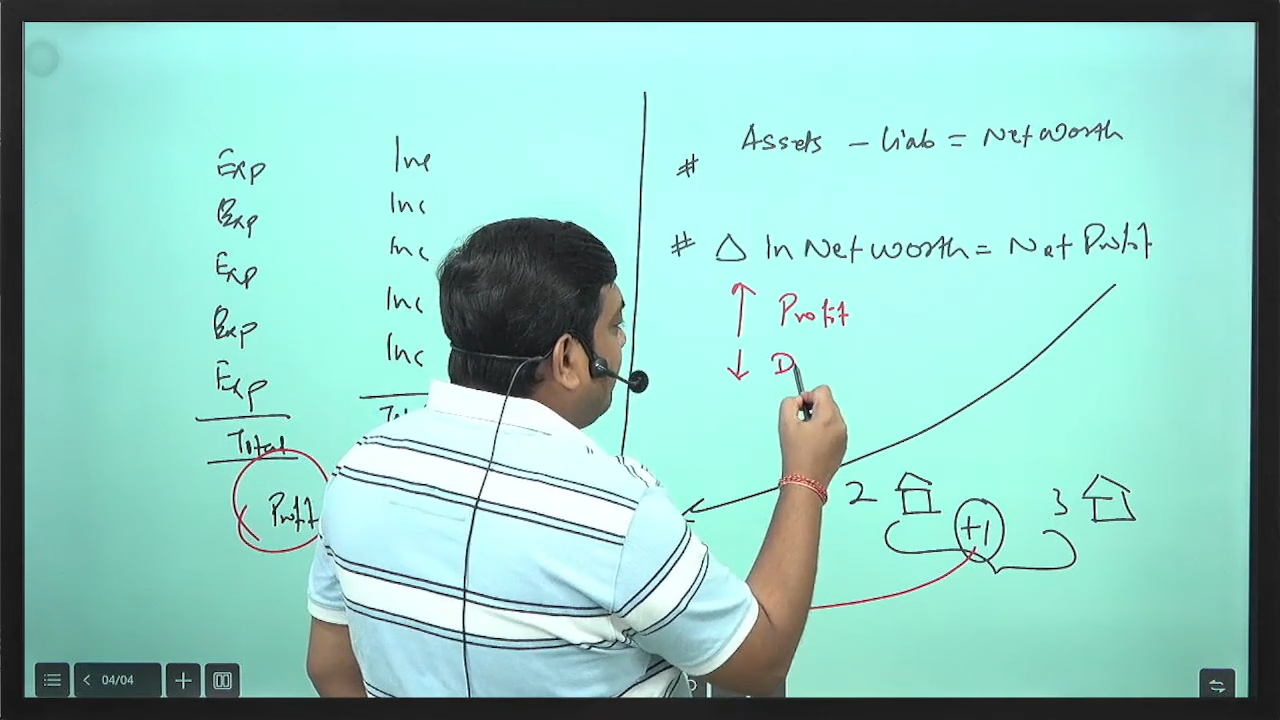 Exp
Exp
Exp
Exp
Exp
Total
Profit
Inc
Inc
Inc
Inc
Inc
# Assets - Liab = Networth
# Δ In Networth = Net Profit
↑ Profit
↓ D
2
+1
3
04/04